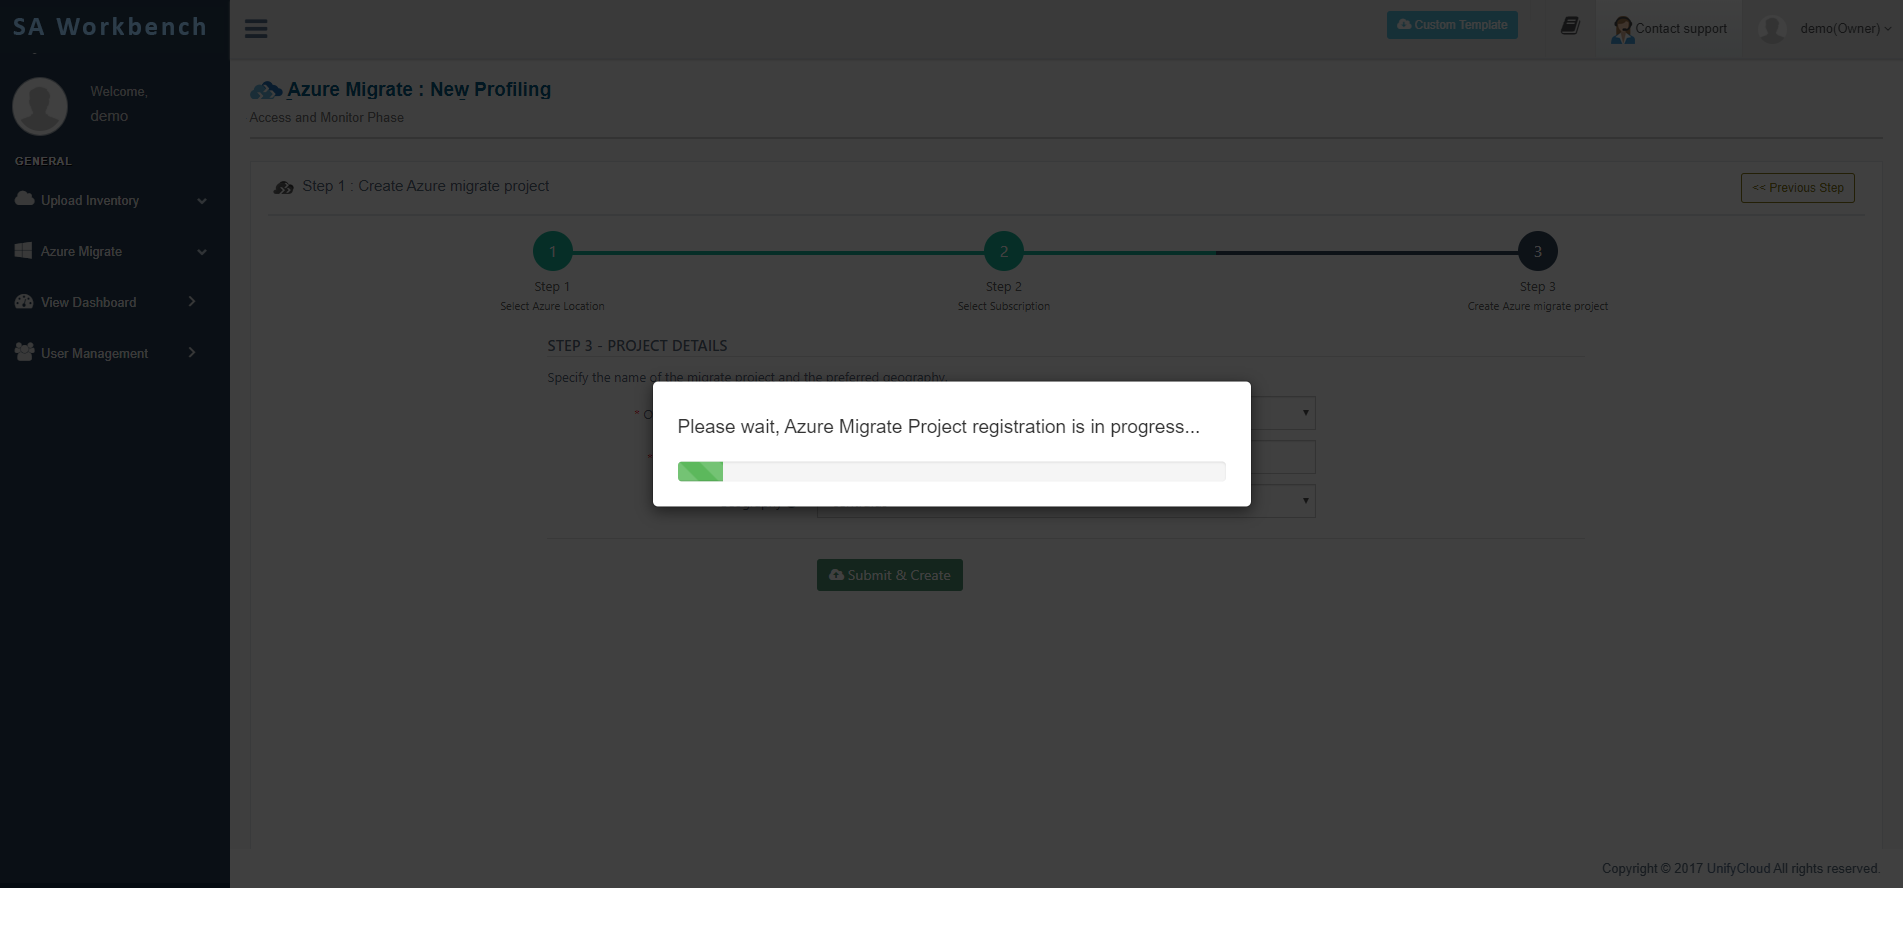 SA Workbench
Custom Template
Contact support
demo(Owner)
Welcome,
demo
GENERAL
Upload Inventory
Azure Migrate
View Dashboard
User Management
Azure Migrate : New Profiling
Access and Monitor Phase
Step 1 : Create Azure migrate project
<< Previous Step
1
2
3
Step 1
Select Azure Location
Step 2
Select Subscription
Step 3
Create Azure migrate project
STEP 3 - PROJECT DETAILS
Specify the name of the migrate project and the preferred geography.
Please wait, Azure Migrate Project registration is in progress...
Submit & Create
Copyright © 2017 UnifyCloud All rights reserved.